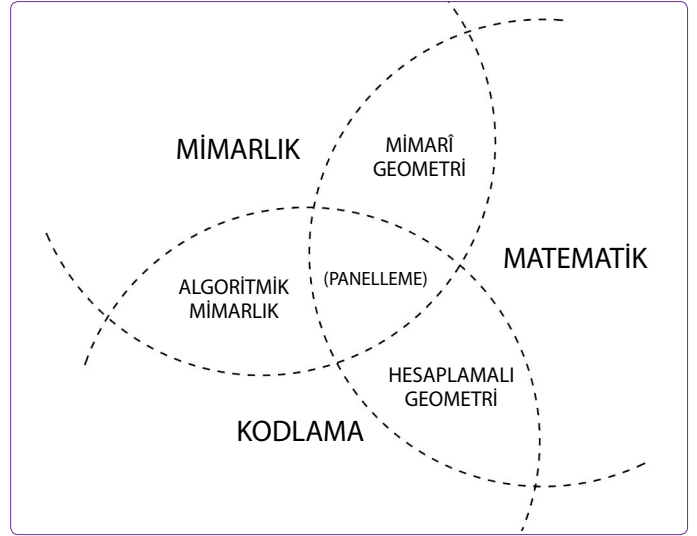 MİMARLIK
MİMARÎ
GEOMETRİ
MATEMATİK
ALGORİTMİK
MİMARLIK
(PANELLEME)
HESAPLAMALI
GEOMETRİ
KODLAMA